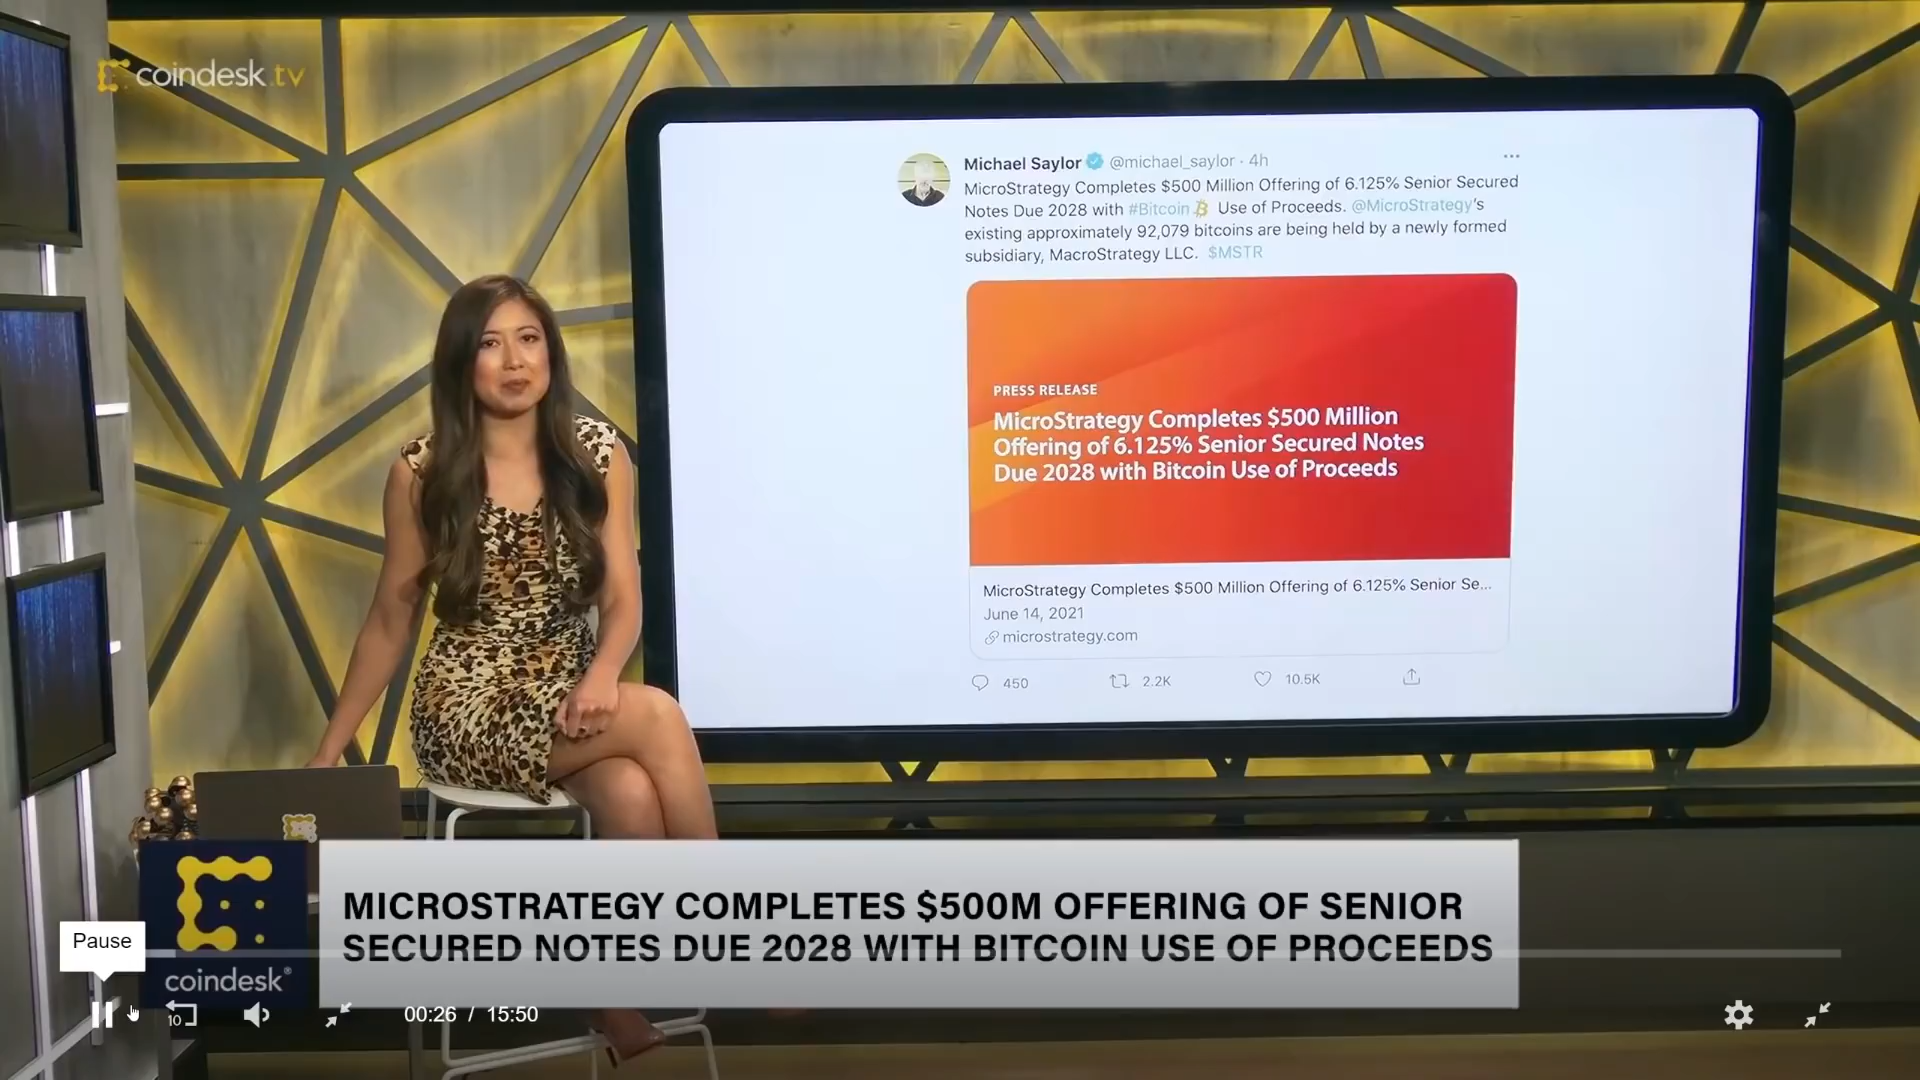 coindesk.tv
Michael Saylor @michael_saylor · 4h
MicroStrategy Completes $500 Million Offering of 6.125% Senior Secured
Notes Due 2028 with #Bitcoin Use of Proceeds. @MicroStrategy's
existing approximately 92,079 bitcoins are being held by a newly formed
subsidiary, MacroStrategy LLC. $MSTR
PRESS RELEASE
MicroStrategy Completes $500 Million
Offering of 6.125% Senior Secured Notes
Due 2028 with Bitcoin Use of Proceeds
MicroStrategy Completes $500 Million Offering of 6.125% Senior Se...
June 14, 2021
microstrategy.com
450 2.2K 10.5K
MICROSTRATEGY COMPLETES $500M OFFERING OF SENIOR
SECURED NOTES DUE 2028 WITH BITCOIN USE OF PROCEEDS
coindesk®
Pause
10 00:26 / 15:50